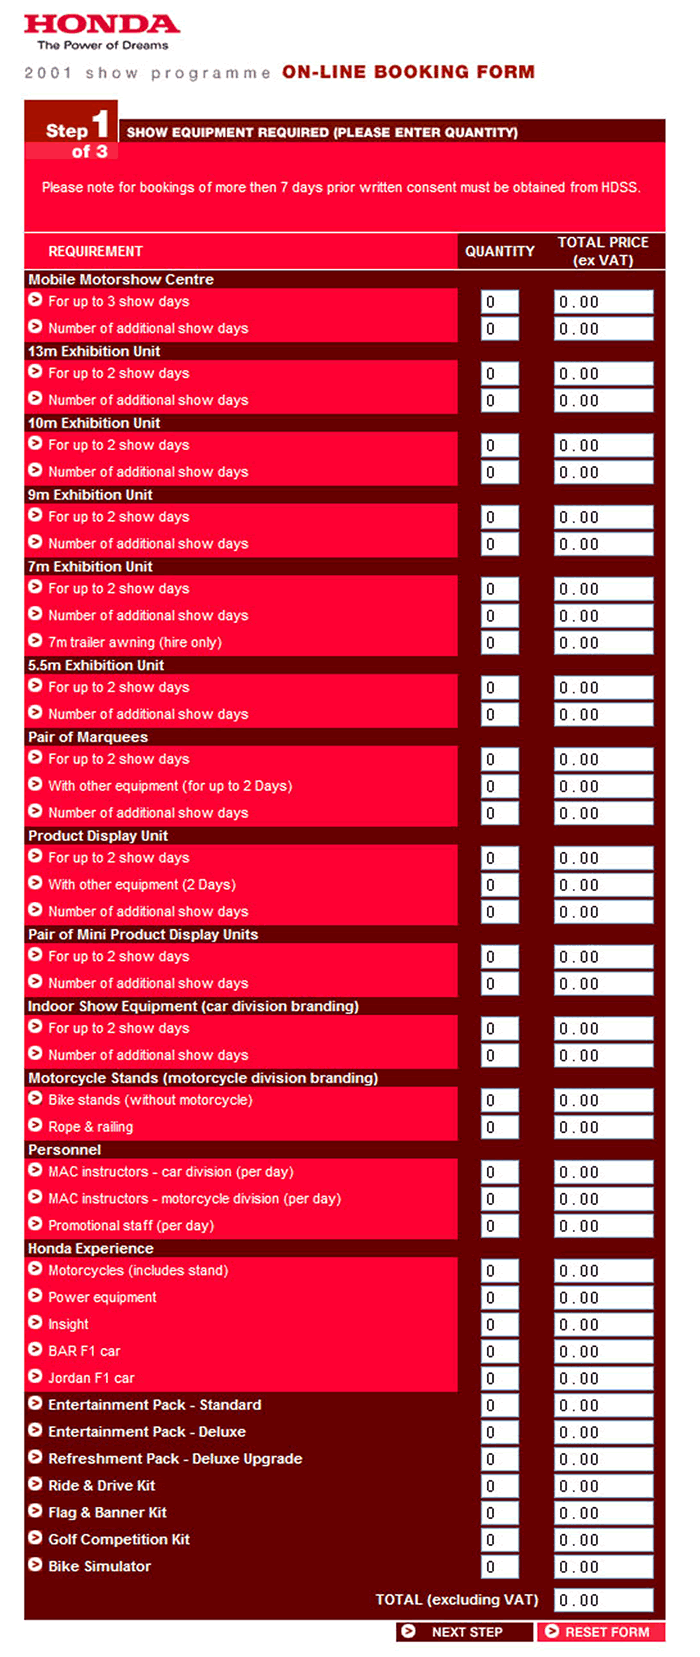 HONDA
The Power of Dreams
2001 show programme ON-LINE BOOKING FORM
Step 1
of 3
SHOW EQUIPMENT REQUIRED (PLEASE ENTER QUANTITY)
Please note for bookings of more then 7 days prior written consent must be obtained from HDSS.
REQUIREMENT QUANTITY TOTAL PRICE
(ex VAT)
Mobile Motorshow Centre
For up to 3 show days 0 0.00
Number of additional show days 0 0.00
13m Exhibition Unit
For up to 2 show days 0 0.00
Number of additional show days 0 0.00
10m Exhibition Unit
For up to 2 show days 0 0.00
Number of additional show days 0 0.00
9m Exhibition Unit
For up to 2 show days 0 0.00
Number of additional show days 0 0.00
7m Exhibition Unit
For up to 2 show days 0 0.00
Number of additional show days 0 0.00
7m trailer awning (hire only) 0 0.00
5.5m Exhibition Unit
For up to 2 show days 0 0.00
Number of additional show days 0 0.00
Pair of Marquees
For up to 2 show days 0 0.00
With other equipment (for up to 2 Days) 0 0.00
Number of additional show days 0 0.00
Product Display Unit
For up to 2 show days 0 0.00
With other equipment (2 Days) 0 0.00
Number of additional show days 0 0.00
Pair of Mini Product Display Units
For up to 2 show days 0 0.00
Number of additional show days 0 0.00
Indoor Show Equipment (car division branding)
For up to 2 show days 0 0.00
Number of additional show days 0 0.00
Motorcycle Stands (motorcycle division branding)
Bike stands (without motorcycle) 0 0.00
Rope & railing 0 0.00
Personnel
MAC instructors - car division (per day) 0 0.00
MAC instructors - motorcycle division (per day) 0 0.00
Promotional staff (per day) 0 0.00
Honda Experience
Motorcycles (includes stand) 0 0.00
Power equipment 0 0.00
Insight 0 0.00
BAR F1 car 0 0.00
Jordan F1 car 0 0.00
Entertainment Pack - Standard 0 0.00
Entertainment Pack - Deluxe 0 0.00
Refreshment Pack - Deluxe Upgrade 0 0.00
Ride & Drive Kit 0 0.00
Flag & Banner Kit 0 0.00
Golf Competition Kit 0 0.00
Bike Simulator 0 0.00
TOTAL (excluding VAT) 0.00
NEXT STEP RESET FORM